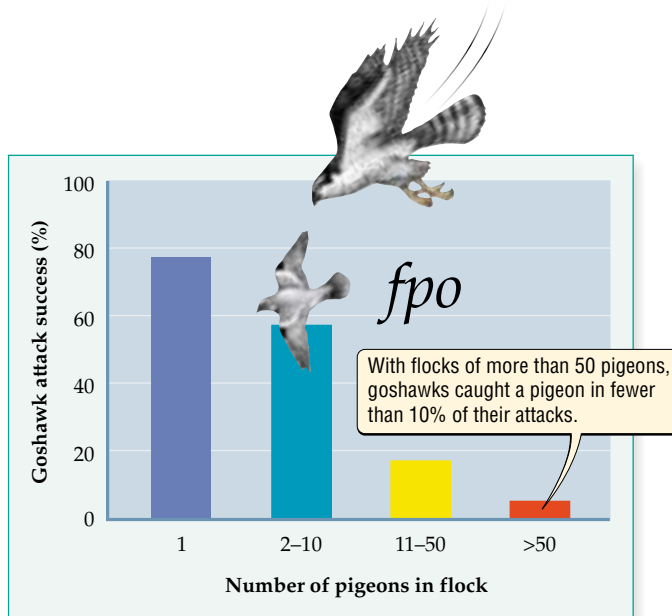 100
80
60
40
20
0
Goshawk attack success (%)
fpo
With flocks of more than 50 pigeons,
goshawks caught a pigeon in fewer
than 10% of their attacks.
1 2–10 11–50 >50
Number of pigeons in flock